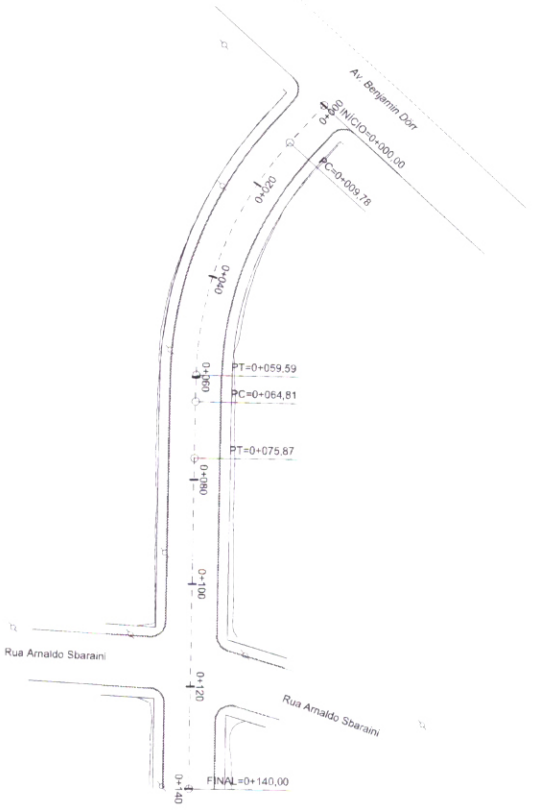 Av. Benjamin Dörr
0+000
INÍCIO=0+000,00
PC=0+009,78
0+020
0+040
PT=0+059,59
0+060
PC=0+064,81
PT=0+075,87
0+080
0+100
Rua Arnaldo Sbaraini
0+120
Rua Arnaldo Sbaraini
FINAL=0+140,00
0+140